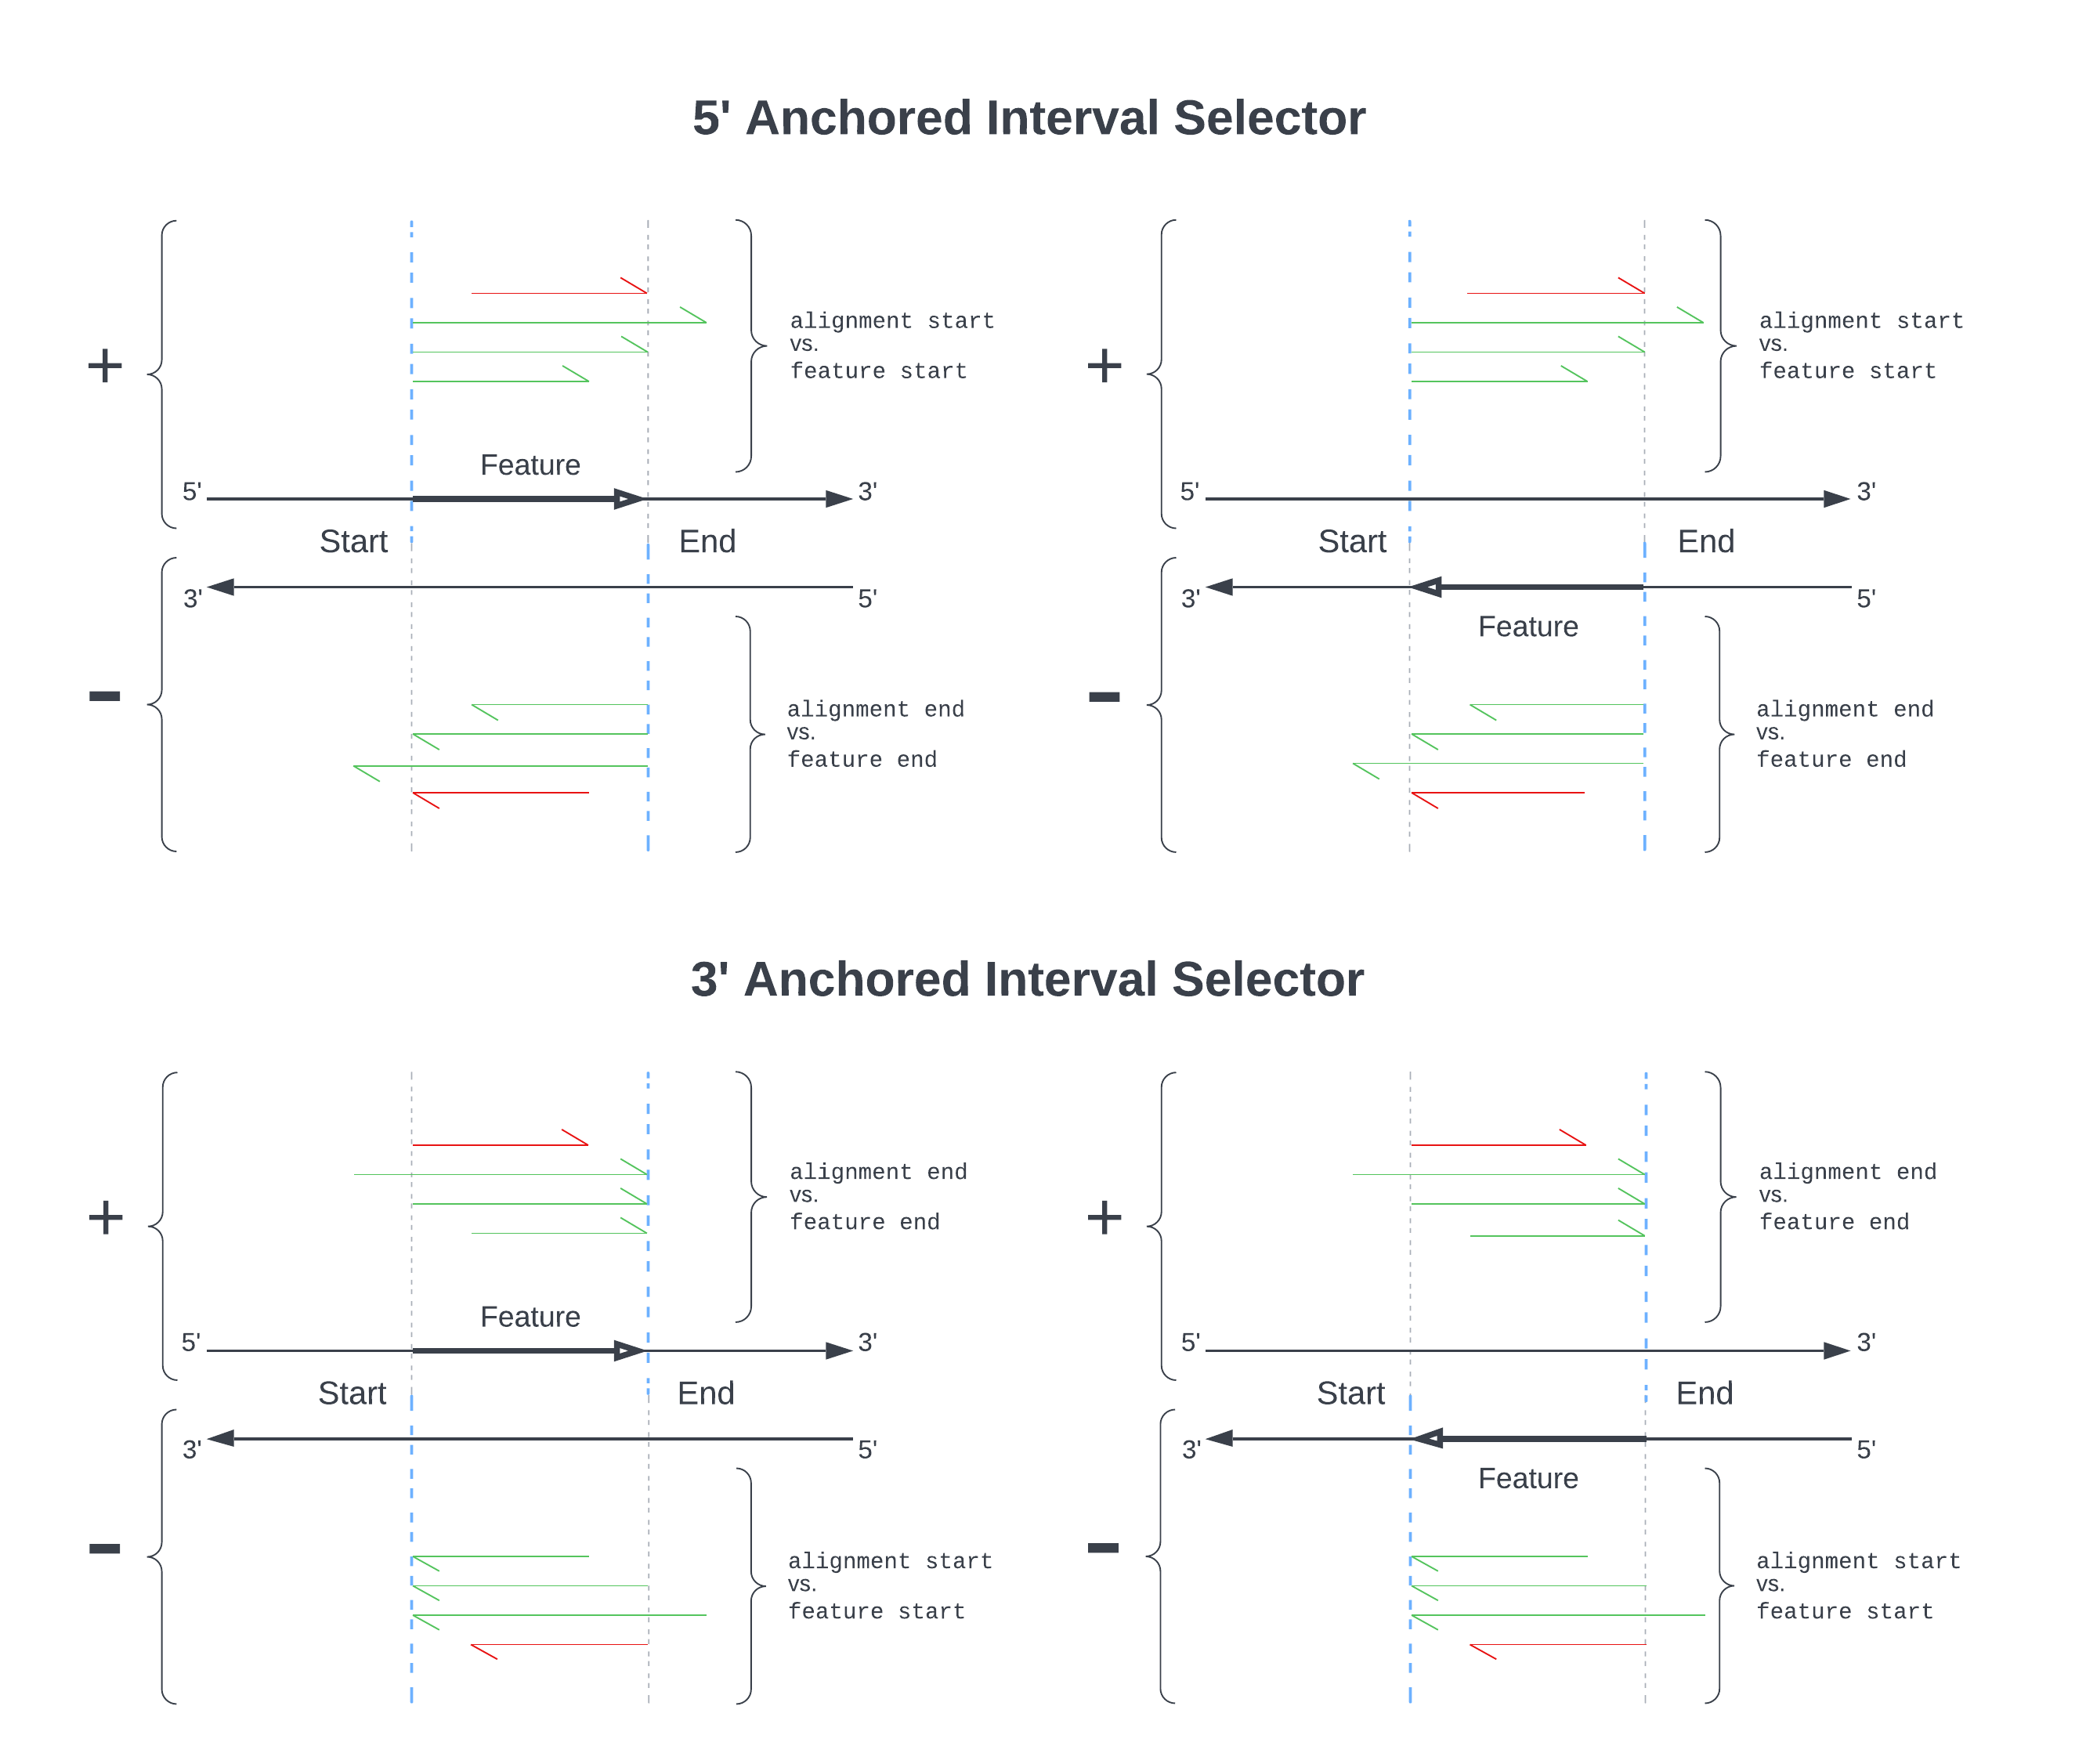 5' Anchored Interval Selector
+
alignment start
vs.
feature start
Feature
5'
3'
Start
End
3'
5'
-
alignment end
vs.
feature end
+
alignment start
vs.
feature start
5'
3'
Start
End
3'
5'
Feature
-
alignment end
vs.
feature end
3' Anchored Interval Selector
+
alignment end
vs.
feature end
Feature
5'
3'
Start
End
3'
5'
-
alignment start
vs.
feature start
+
alignment end
vs.
feature end
5'
3'
Start
End
3'
5'
Feature
-
alignment start
vs.
feature start